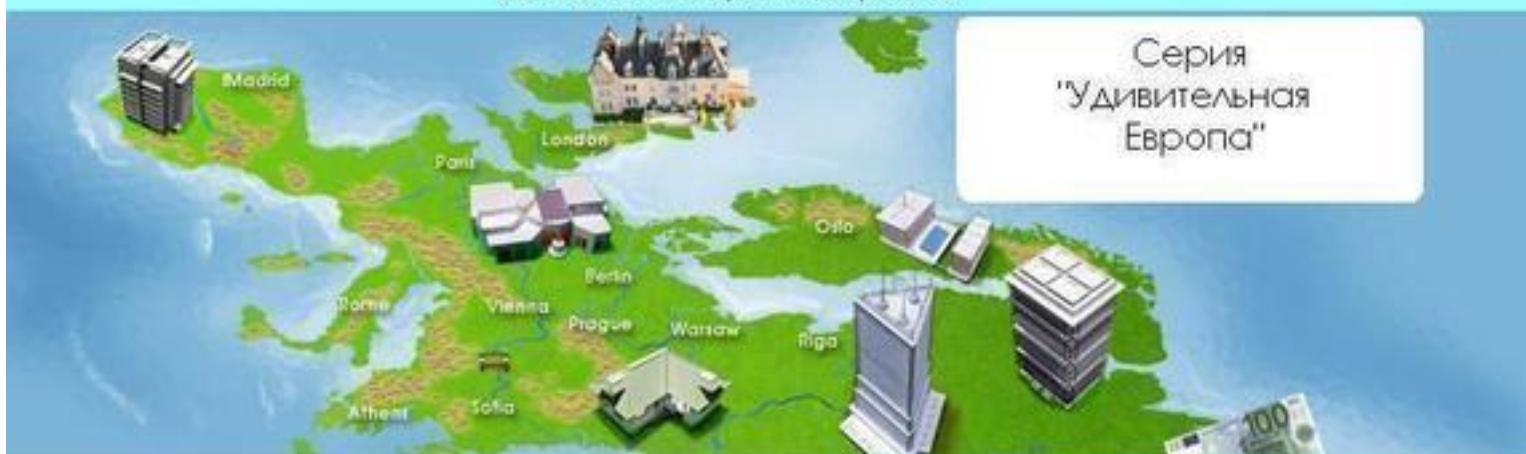 Серия
"Удивительная
Европа"
Madrid
London
Paris
Oslo
Berlin
Rome
Vienna
Prague
Warsaw
Riga
Athens
Sofia
100